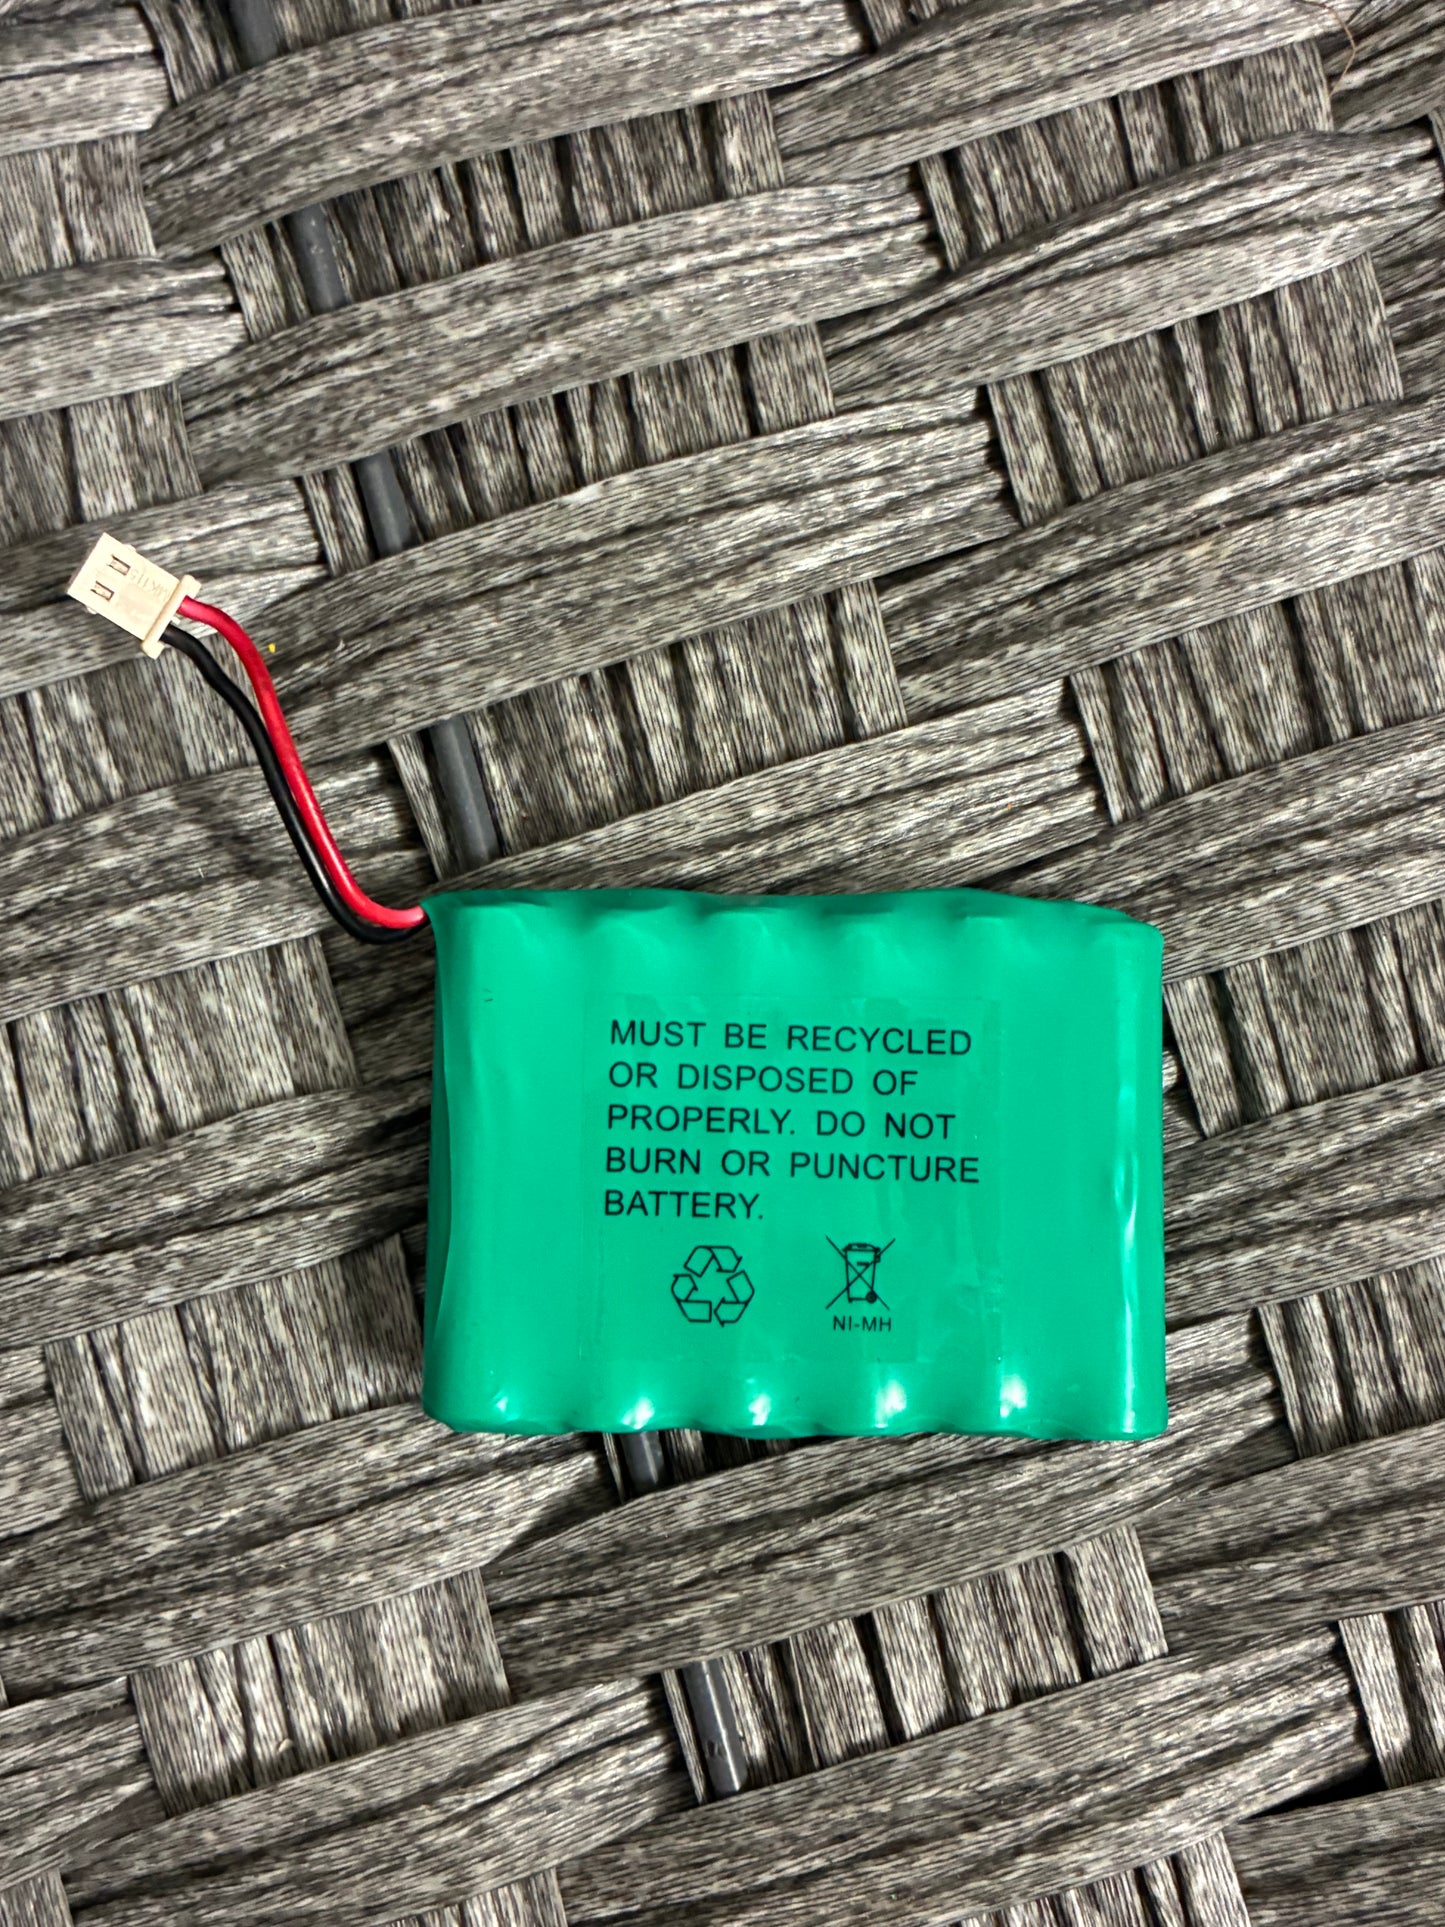 MUST BE RECYCLED
OR DISPOSED OF
PROPERLY. DO NOT
BURN OR PUNCTURE
BATTERY.
NI-MH